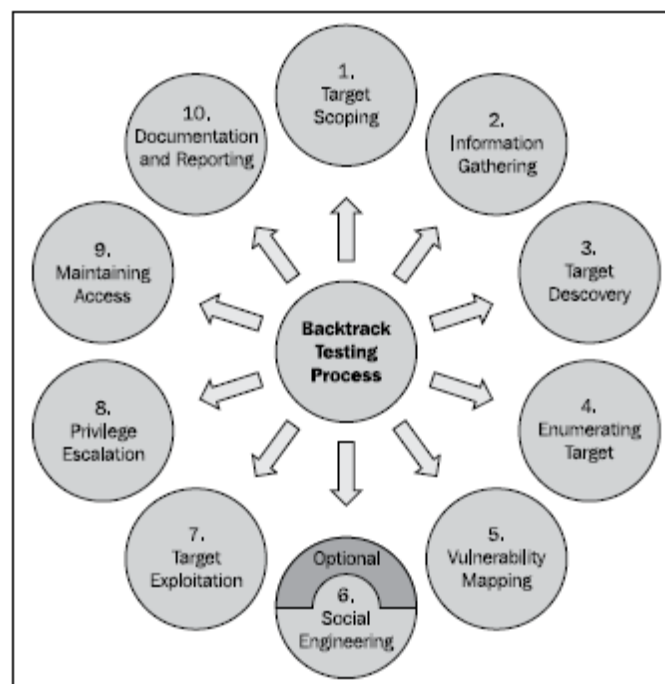 1.
Target
Scoping
2.
Information
Gathering
3.
Target
Descovery
4.
Enumerating
Target
5.
Vulnerability
Mapping
Optional
6.
Social
Engineering
7.
Target
Exploitation
8.
Privilege
Escalation
9.
Maintaining
Access
10.
Documentation
and Reporting
Backtrack
Testing
Process